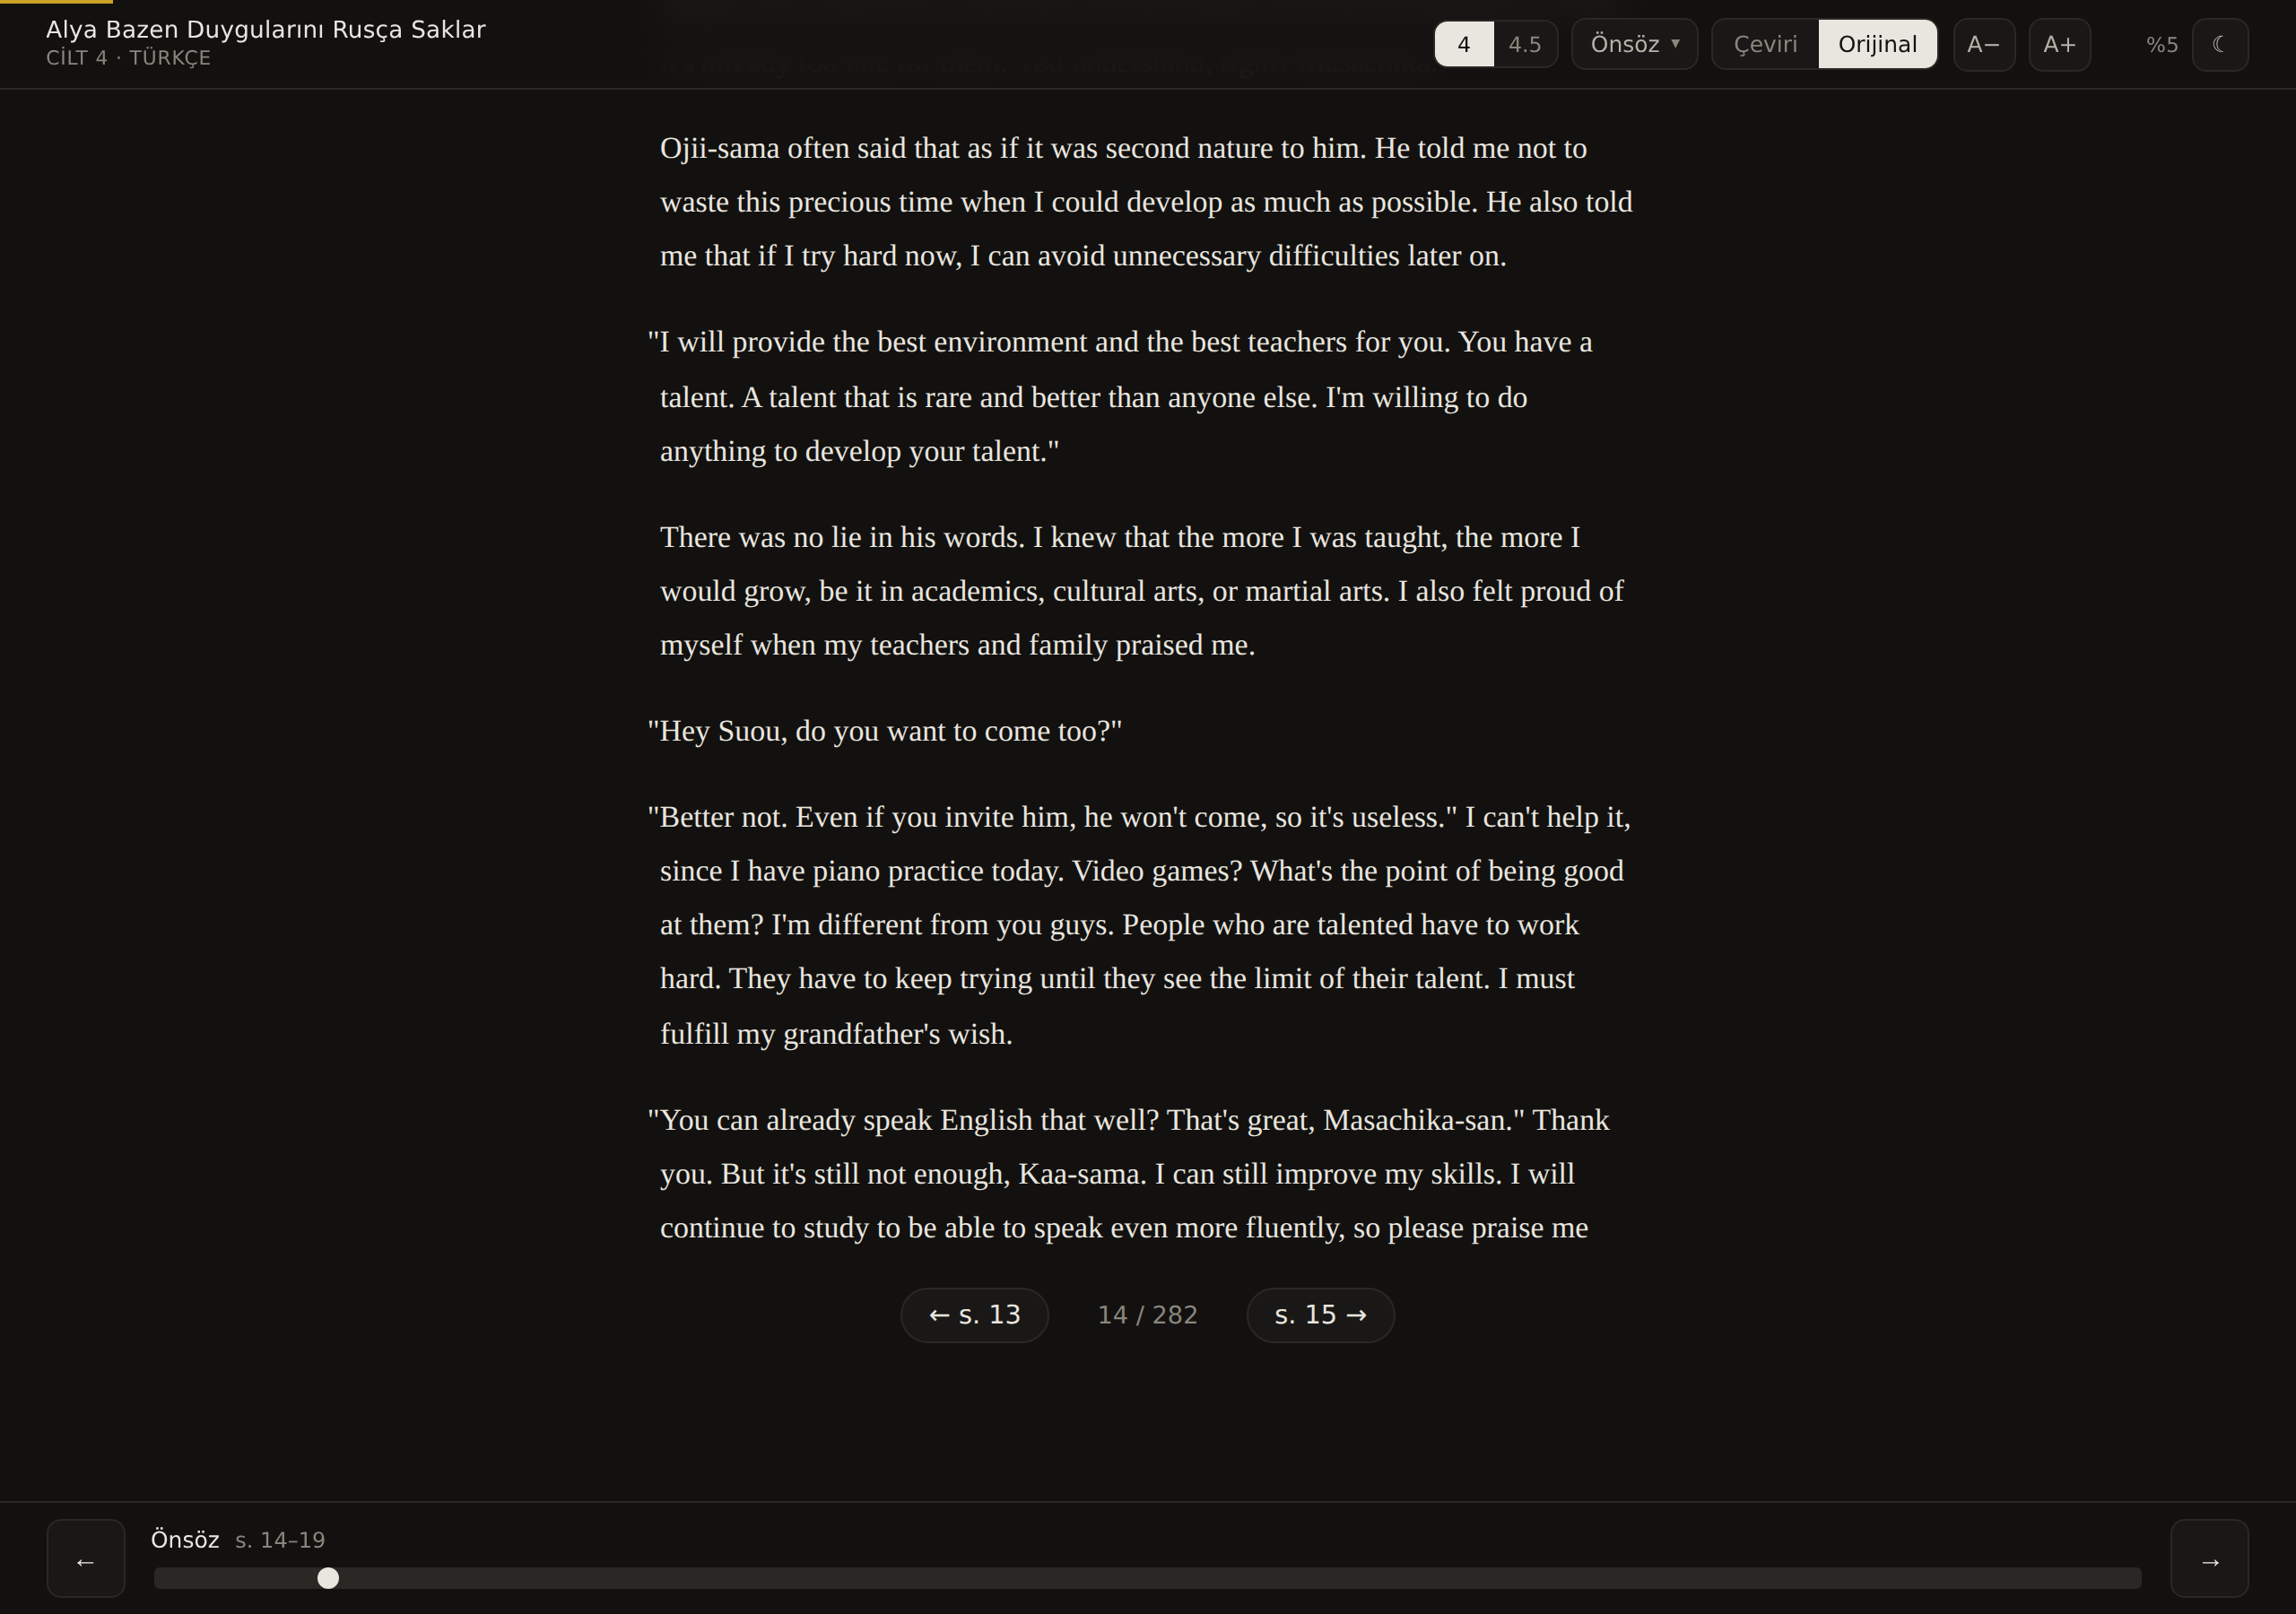 Alya Bazen Duygularını Rusça Saklar
CİLT 4 · TÜRKÇE
4 4.5 Önsöz ▾ Çeviri Orijinal A− A+ %5 ☾
it's already too late for them. You understand, right? Masachika
Ojii-sama often said that as if it was second nature to him. He told me not to
waste this precious time when I could develop as much as possible. He also told
me that if I try hard now, I can avoid unnecessary difficulties later on.
"I will provide the best environment and the best teachers for you. You have a
talent. A talent that is rare and better than anyone else. I'm willing to do
anything to develop your talent."
There was no lie in his words. I knew that the more I was taught, the more I
would grow, be it in academics, cultural arts, or martial arts. I also felt proud of
myself when my teachers and family praised me.
"Hey Suou, do you want to come too?"
"Better not. Even if you invite him, he won't come, so it's useless." I can't help it,
since I have piano practice today. Video games? What's the point of being good
at them? I'm different from you guys. People who are talented have to work
hard. They have to keep trying until they see the limit of their talent. I must
fulfill my grandfather's wish.
"You can already speak English that well? That's great, Masachika-san." Thank
you. But it's still not enough, Kaa-sama. I can still improve my skills. I will
continue to study to be able to speak even more fluently, so please praise me
← s. 13 14 / 282 s. 15 →
← Önsöz s. 14–19 →